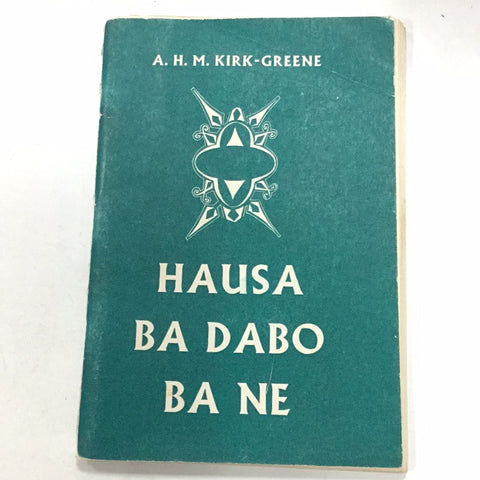 A. H. M. KIRK-GREENE
HAUSA
BA DABO
BA NE